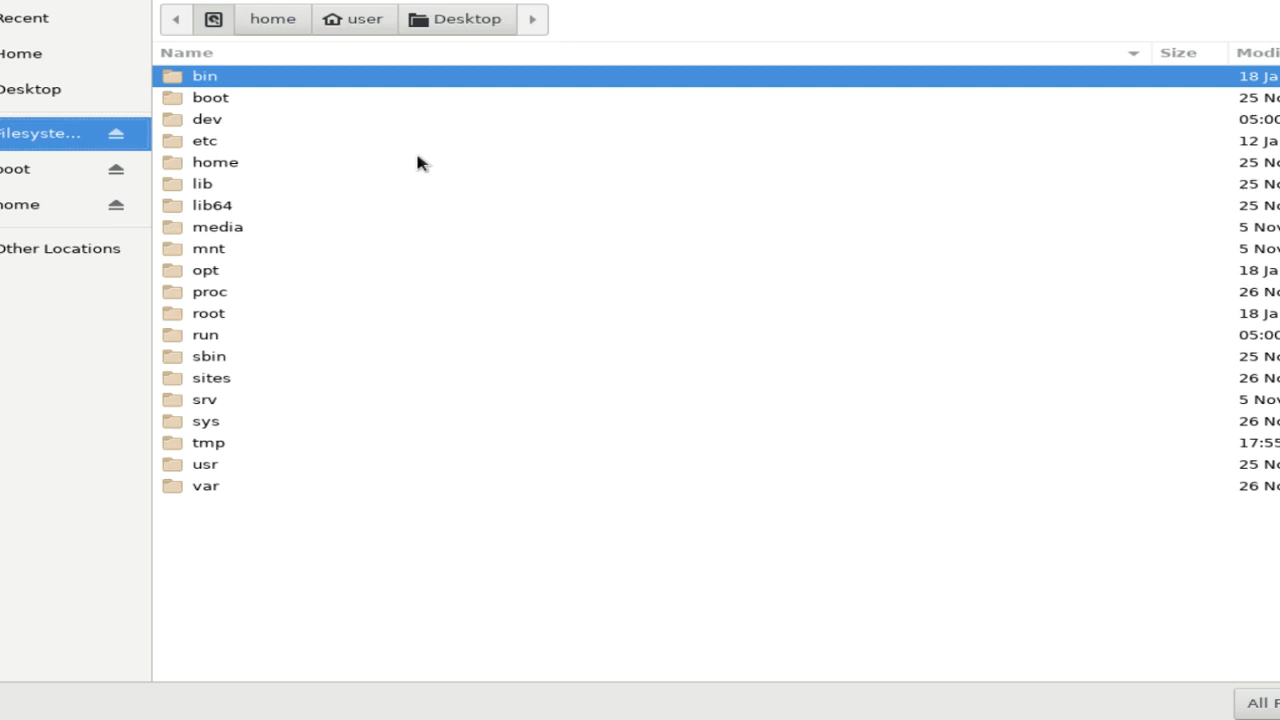 Recent
Home
Desktop
Filesyste...
boot
home
Other Locations
home user Desktop
Name Size Modi
bin 18 Ja
boot 25 No
dev 05:00
etc 12 Ja
home 25 No
lib 25 No
lib64 25 No
media 5 Nov
mnt 5 Nov
opt 18 Ja
proc 26 No
root 18 Ja
run 05:00
sbin 25 No
sites 26 No
srv 5 Nov
sys 26 No
tmp 17:55
usr 25 No
var 26 No
All F